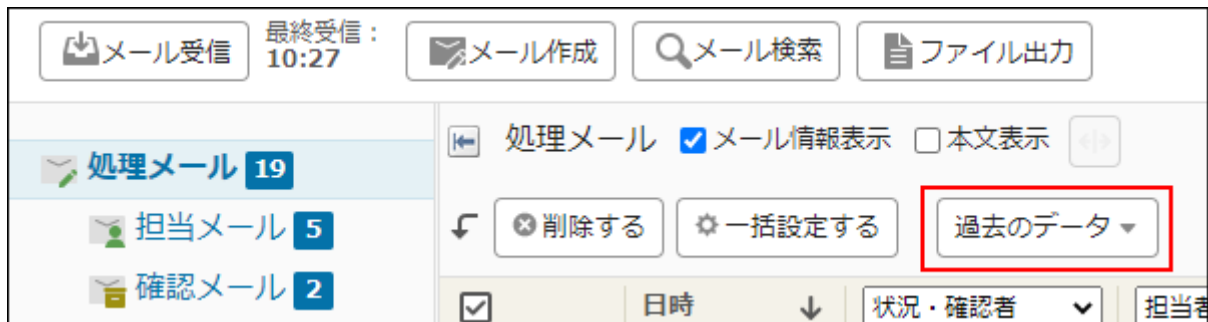 メール受信
最終受信：
10:27
メール作成
メール検索
ファイル出力
処理メール 19
担当メール 5
確認メール 2
処理メール メール情報表示 本文表示
削除する 一括設定する 過去のデータ
日時 状況・確認者 担当者